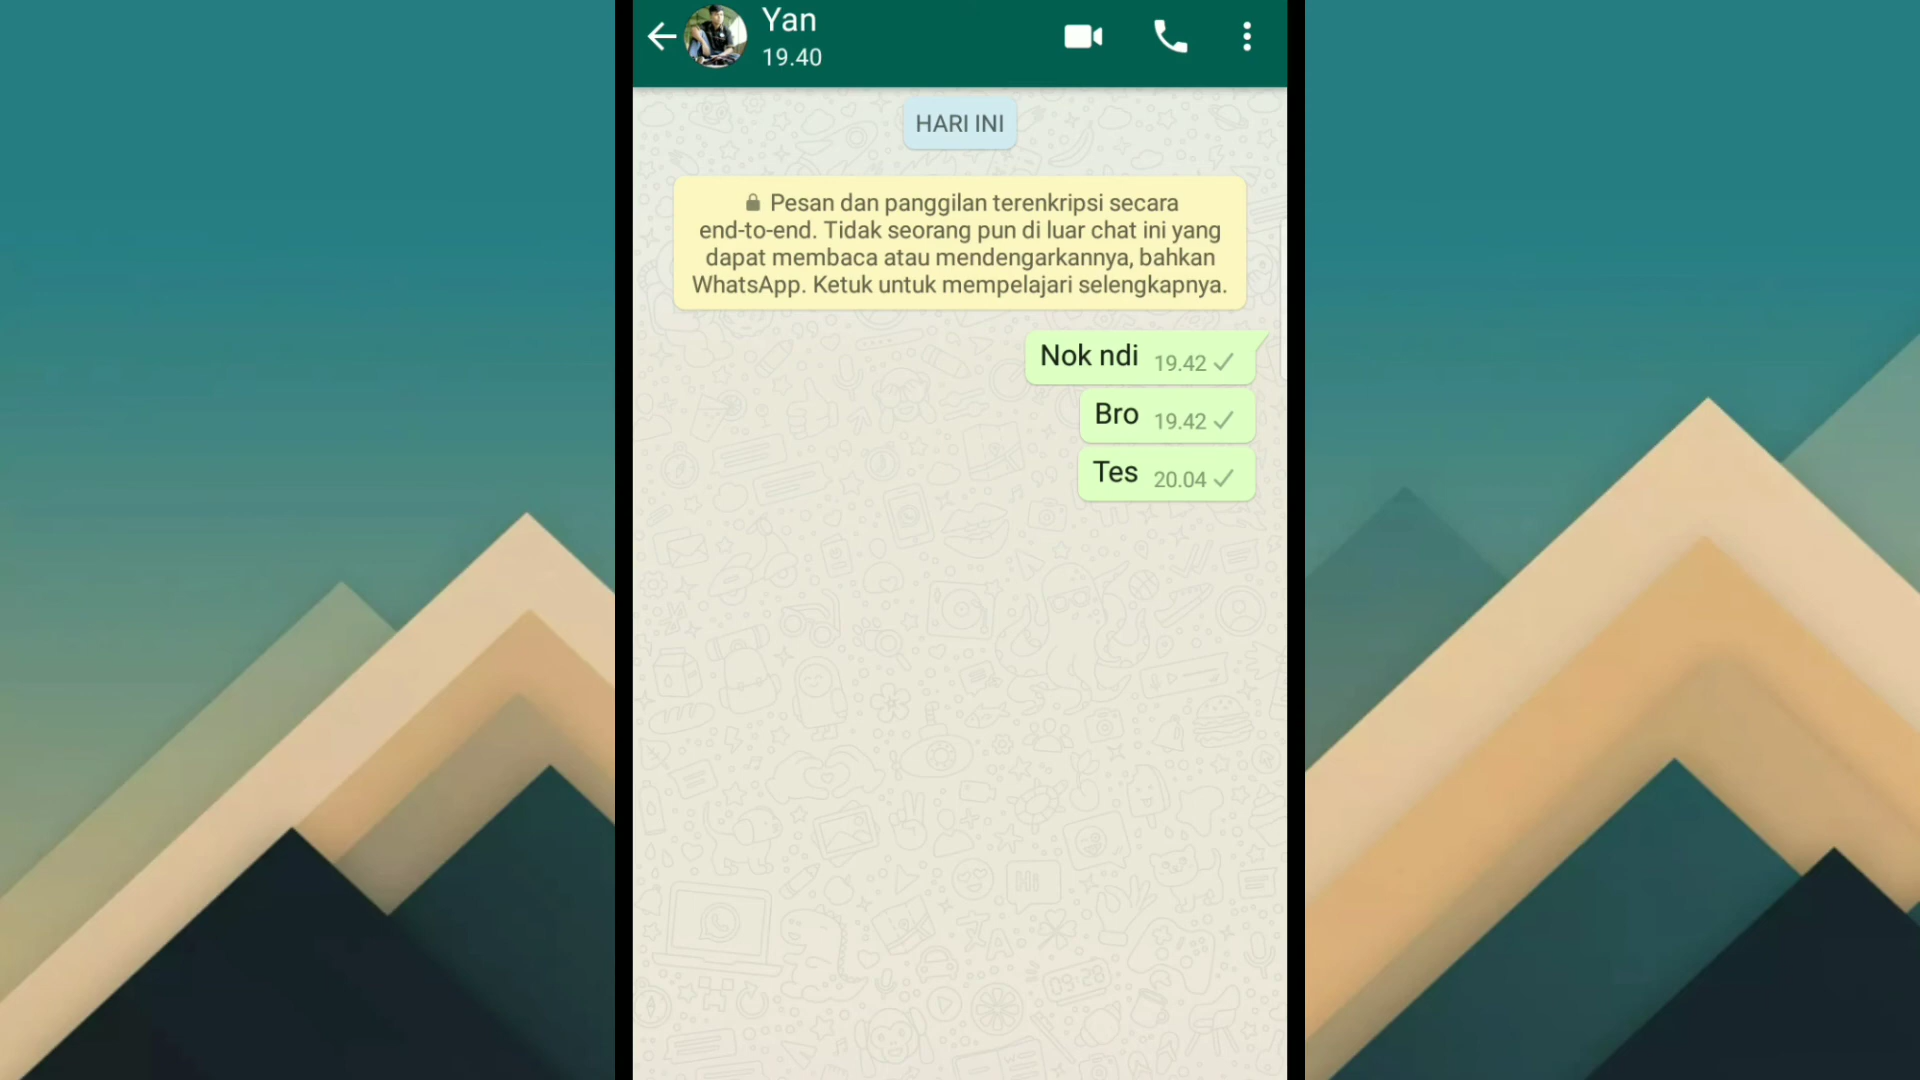 Yan
19.40
HARI INI
Pesan dan panggilan terenkripsi secara
end-to-end. Tidak seorang pun di luar chat ini yang
dapat membaca atau mendengarkannya, bahkan
WhatsApp. Ketuk untuk mempelajari selengkapnya.
Nok ndi 19.42
Bro 19.42
Tes 20.04